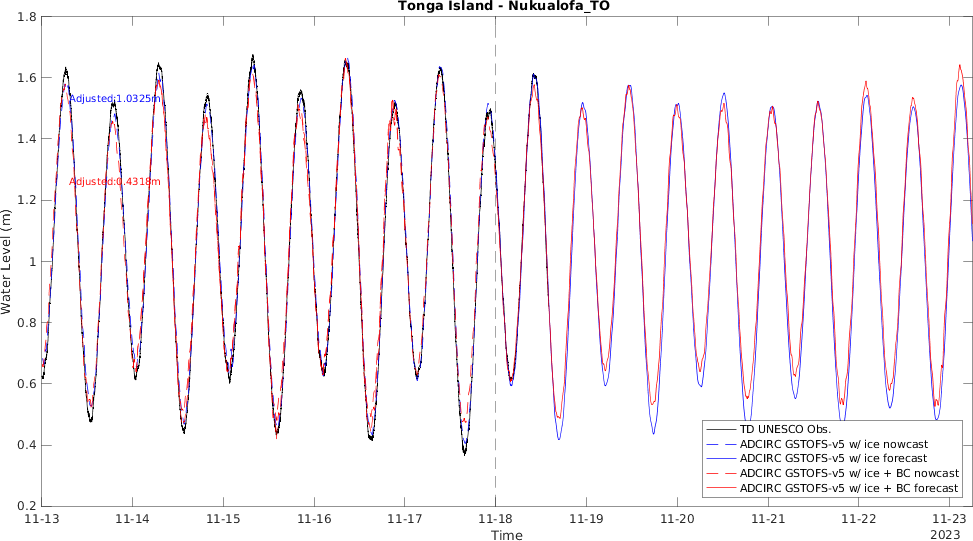 Tonga Island - Nukualofa_TO
1.8
1.6
1.4
1.2
1
0.8
0.6
0.4
0.2
Water Level (m)
Adjusted:1.0325m
Adjusted:0.4318m
TD UNESCO Obs.
ADCIRC GSTOFS-v5 w/ ice nowcast
ADCIRC GSTOFS-v5 w/ ice forecast
ADCIRC GSTOFS-v5 w/ ice + BC nowcast
ADCIRC GSTOFS-v5 w/ ice + BC forecast
11-13 11-14 11-15 11-16 11-17 11-18 11-19 11-20 11-21 11-22 11-23
2023
Time